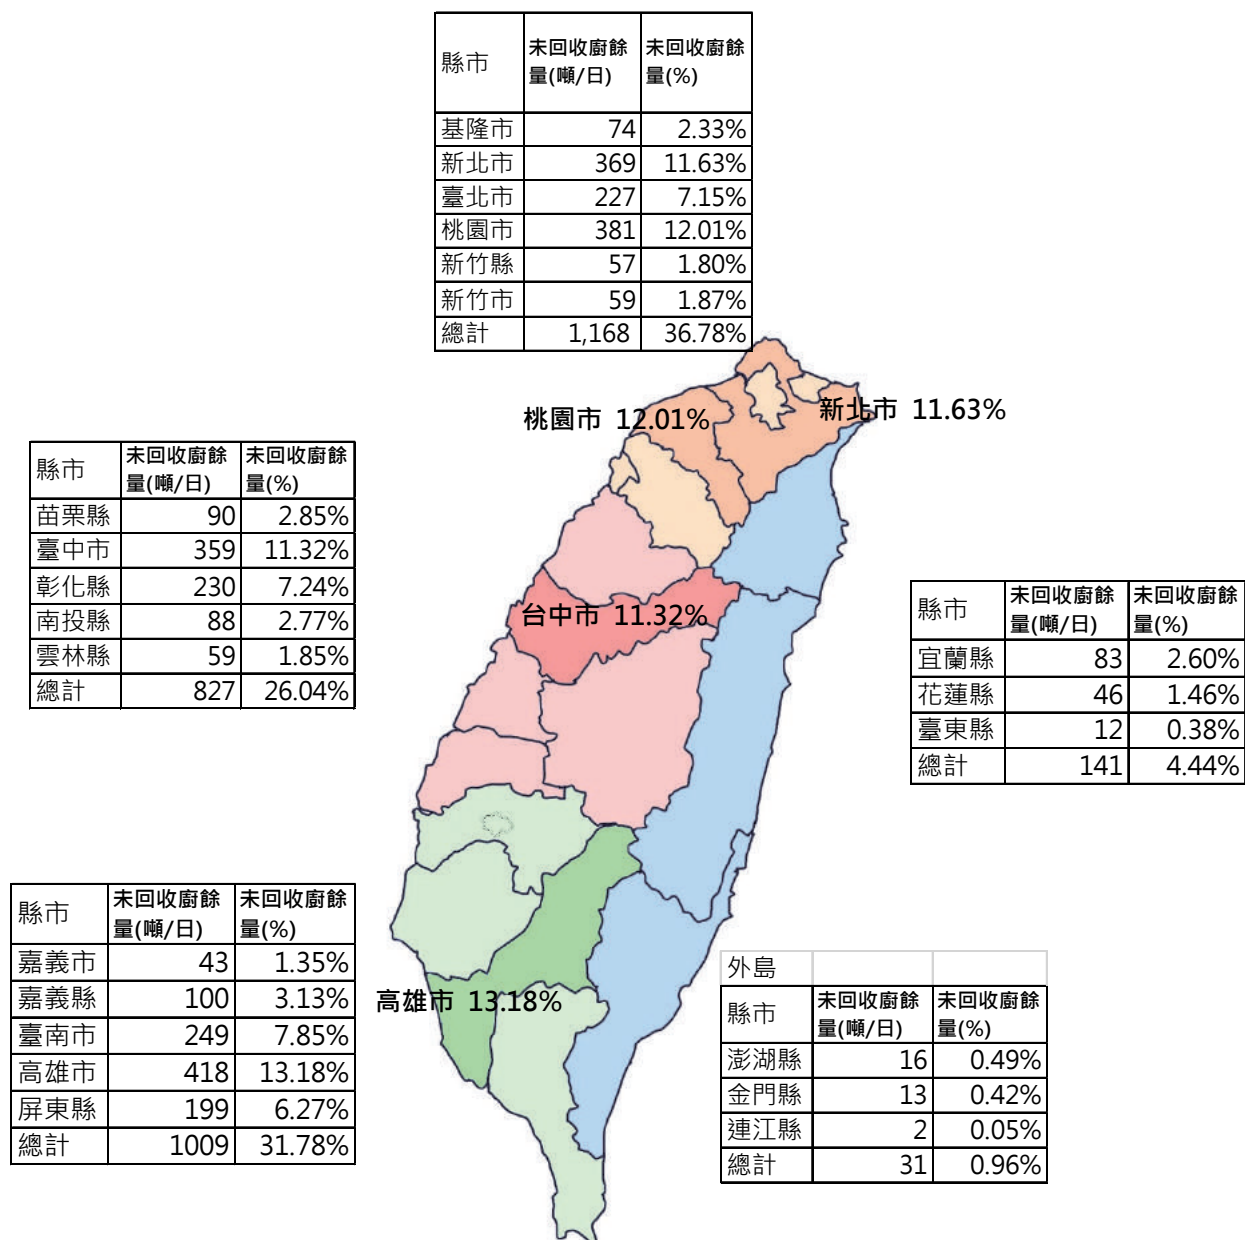 縣市 未回收廚餘量(噸/日) 未回收廚餘量(%)
基隆市 74 2.33%
新北市 369 11.63%
臺北市 227 7.15%
桃園市 381 12.01%
新竹縣 57 1.80%
新竹市 59 1.87%
總計 1,168 36.78%
桃園市 12.01%
新北市 11.63%
縣市 未回收廚餘量(噸/日) 未回收廚餘量(%)
苗栗縣 90 2.85%
臺中市 359 11.32%
彰化縣 230 7.24%
南投縣 88 2.77%
雲林縣 59 1.85%
總計 827 26.04%
台中市 11.32%
縣市 未回收廚餘量(噸/日) 未回收廚餘量(%)
宜蘭縣 83 2.60%
花蓮縣 46 1.46%
臺東縣 12 0.38%
總計 141 4.44%
縣市 未回收廚餘量(噸/日) 未回收廚餘量(%)
嘉義市 43 1.35%
嘉義縣 100 3.13%
臺南市 249 7.85%
高雄市 418 13.18%
屏東縣 199 6.27%
總計 1009 31.78%
高雄市 13.18%
外島
縣市 未回收廚餘量(噸/日) 未回收廚餘量(%)
澎湖縣 16 0.49%
金門縣 13 0.42%
連江縣 2 0.05%
總計 31 0.96%